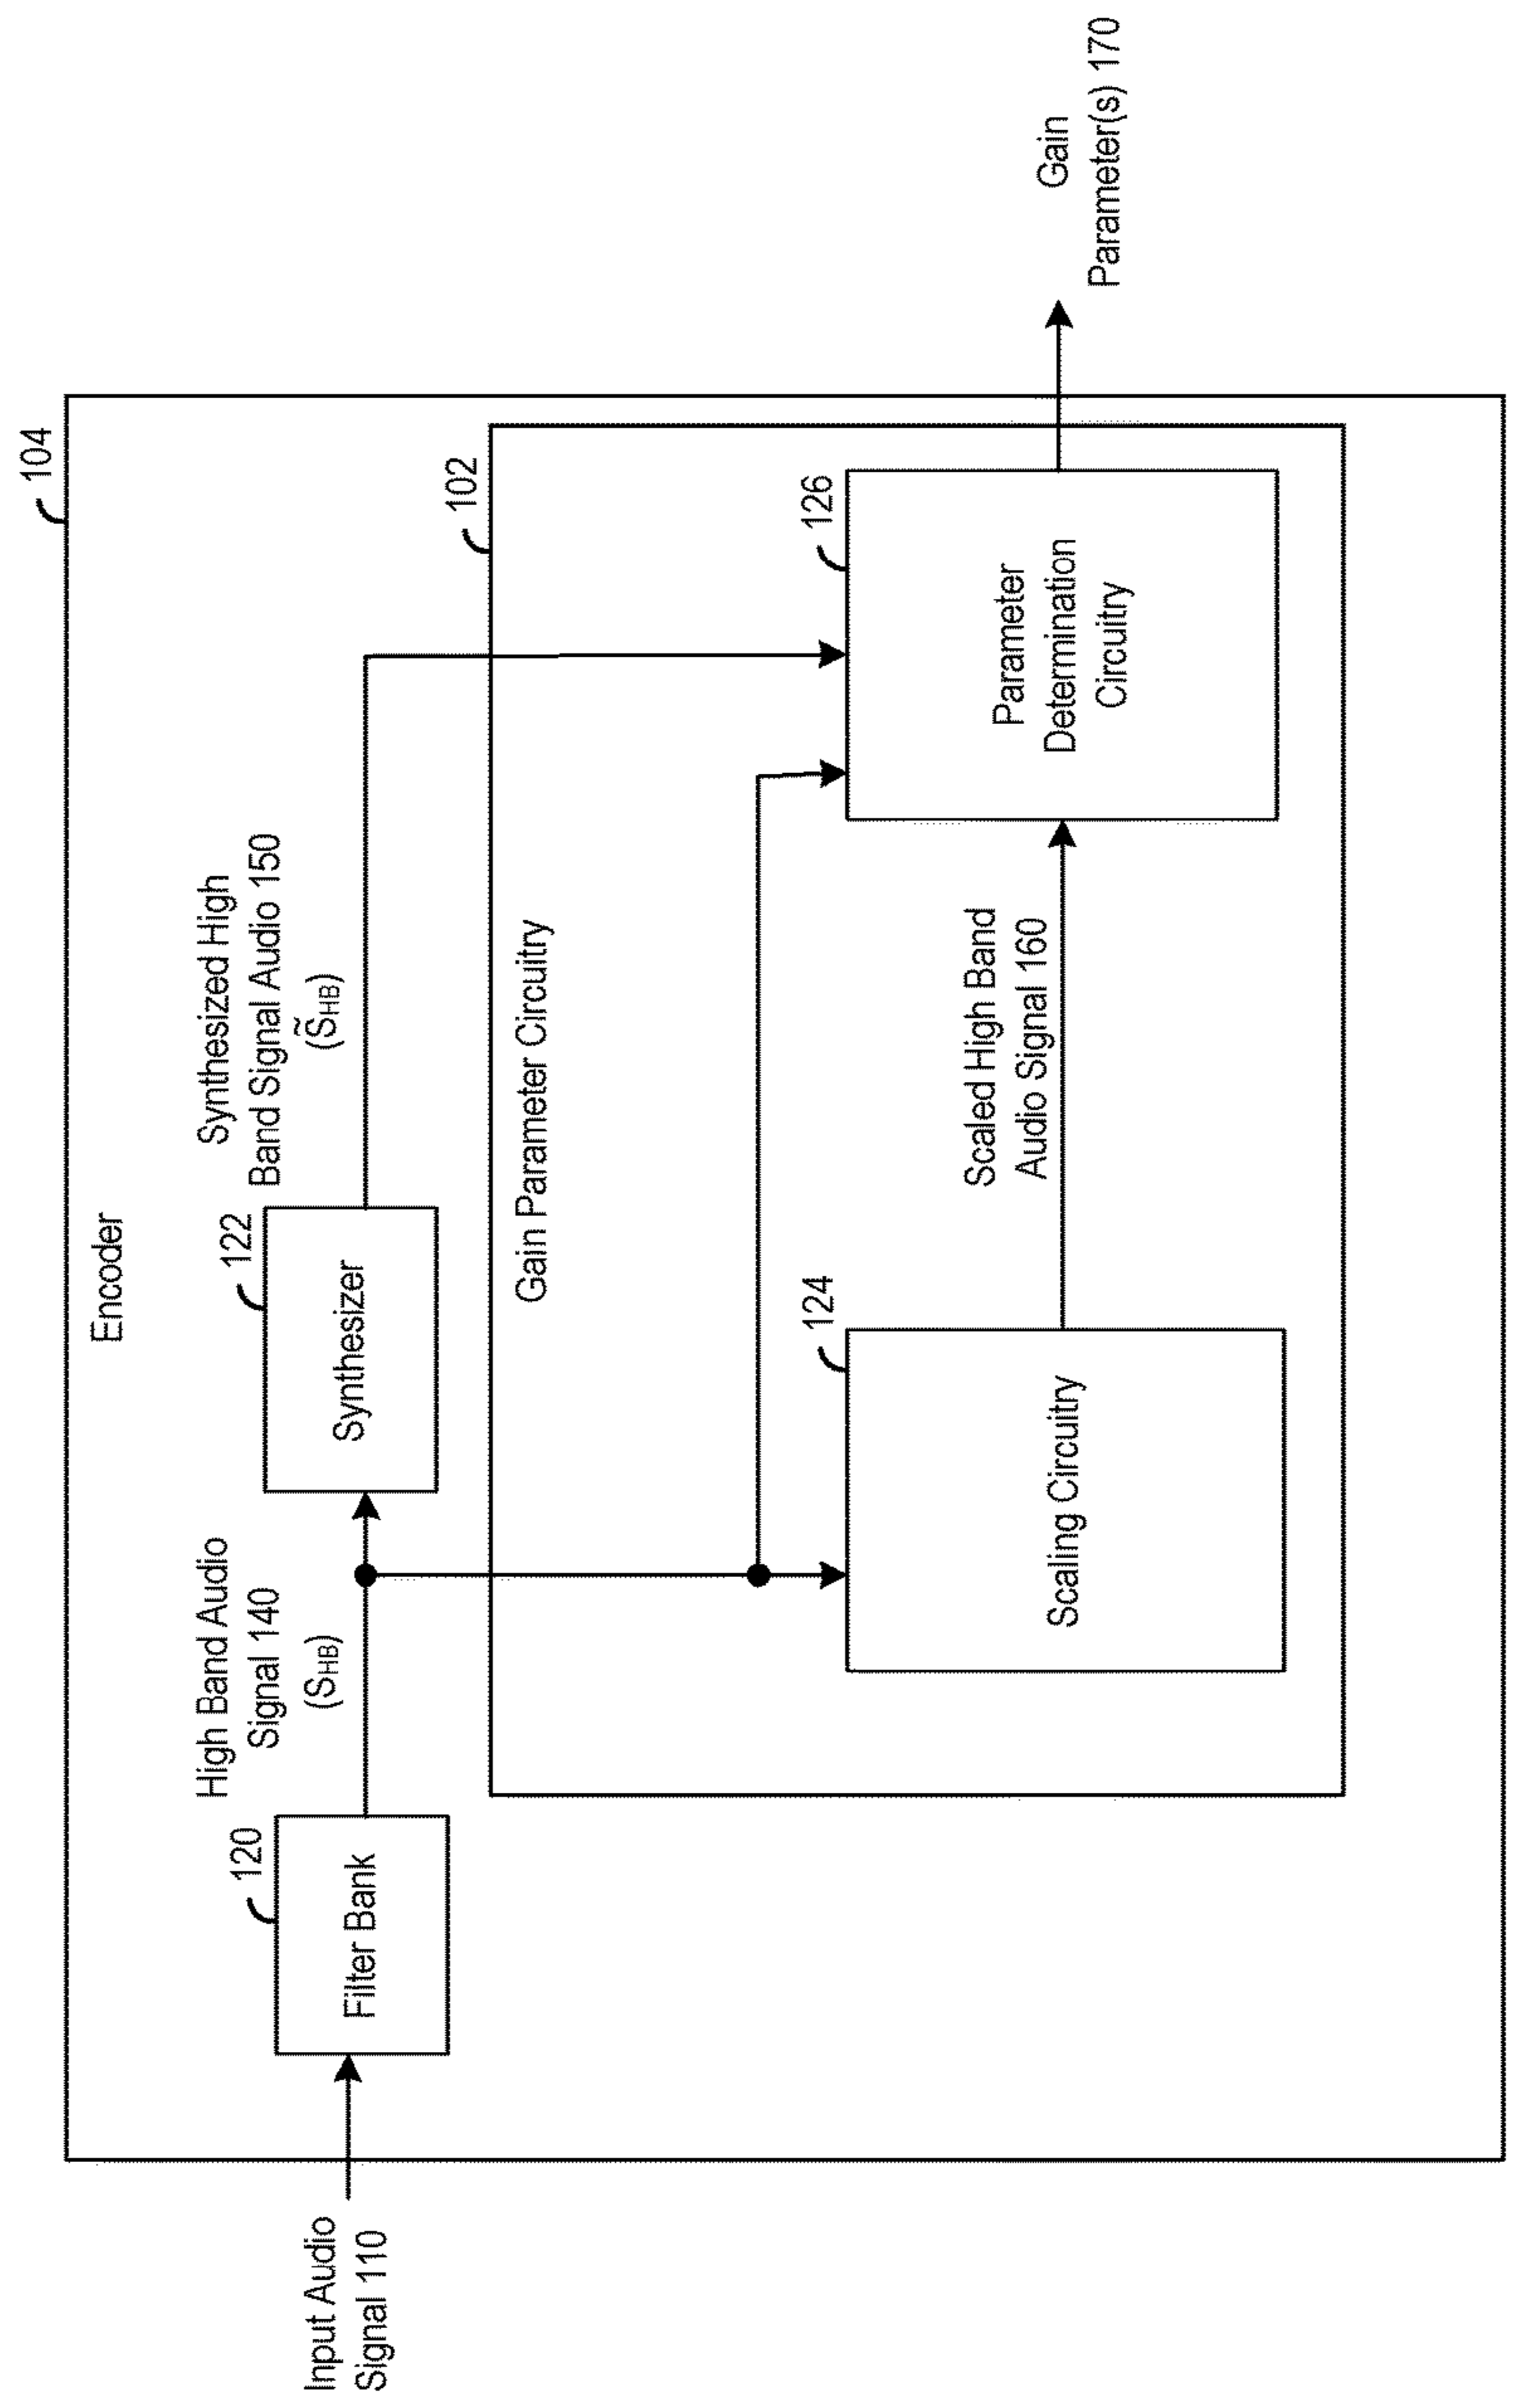 104
Encoder
Input Audio
Signal 110
120
Filter Bank
High Band Audio
Signal 140
(SHB)
122
Synthesizer
Synthesized High
Band Signal Audio 150
(S̃HB)
102
Gain Parameter Circuitry
124
Scaling Circuitry
Scaled High Band
Audio Signal 160
126
Parameter
Determination
Circuitry
Gain
Parameter(s) 170